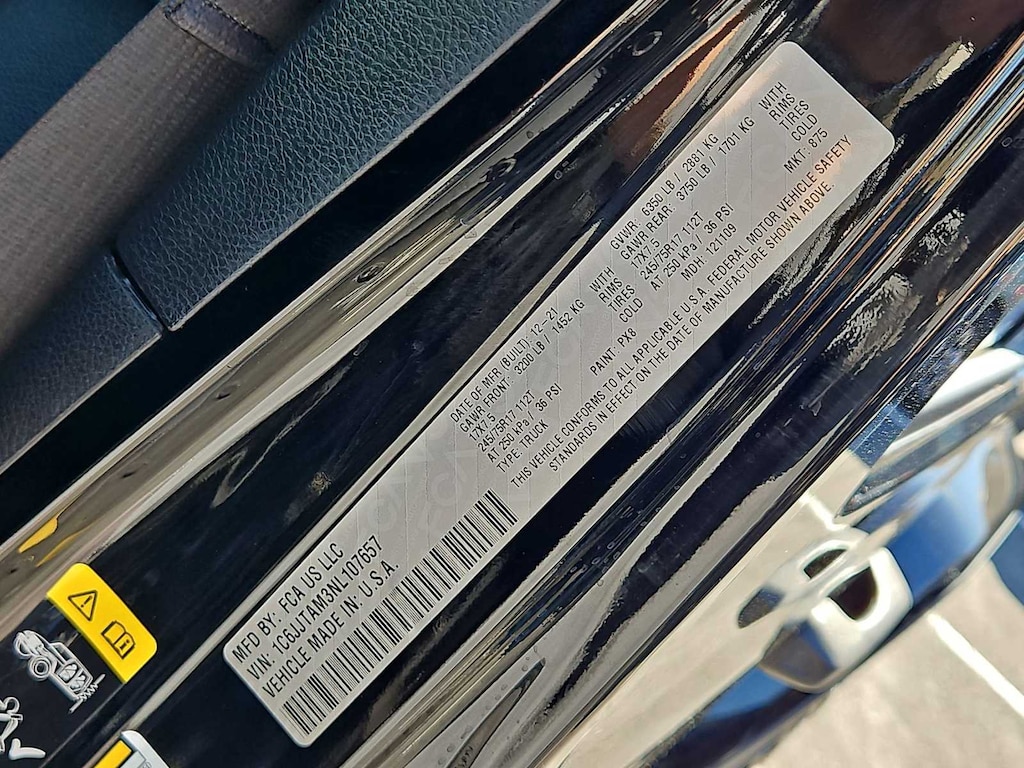 MFD BY: FCA US LLC
VIN: 1C6JJTAM3NL107657
VEHICLE MADE IN: U.S.A.
DATE OF MFR (BUILT) 12-21 GVWR: 6350 LB / 2881 KG
GAWR FRONT: 3200 LB / 1452 KG WITH GAWR REAR: 3750 LB / 1701 KG WITH
17X7.5 RIMS 17X7.5 RIMS
245/75R17 112T TIRES 245/75R17 112T TIRES
AT 250 kPa / 36 PSI COLD AT 250 kPa / 36 PSI COLD
TYPE: TRUCK PAINT: PX8 MDH: 121109 MKT: 875
THIS VEHICLE CONFORMS TO ALL APPLICABLE U.S.A. FEDERAL MOTOR VEHICLE SAFETY
STANDARDS IN EFFECT ON THE DATE OF MANUFACTURE SHOWN ABOVE.